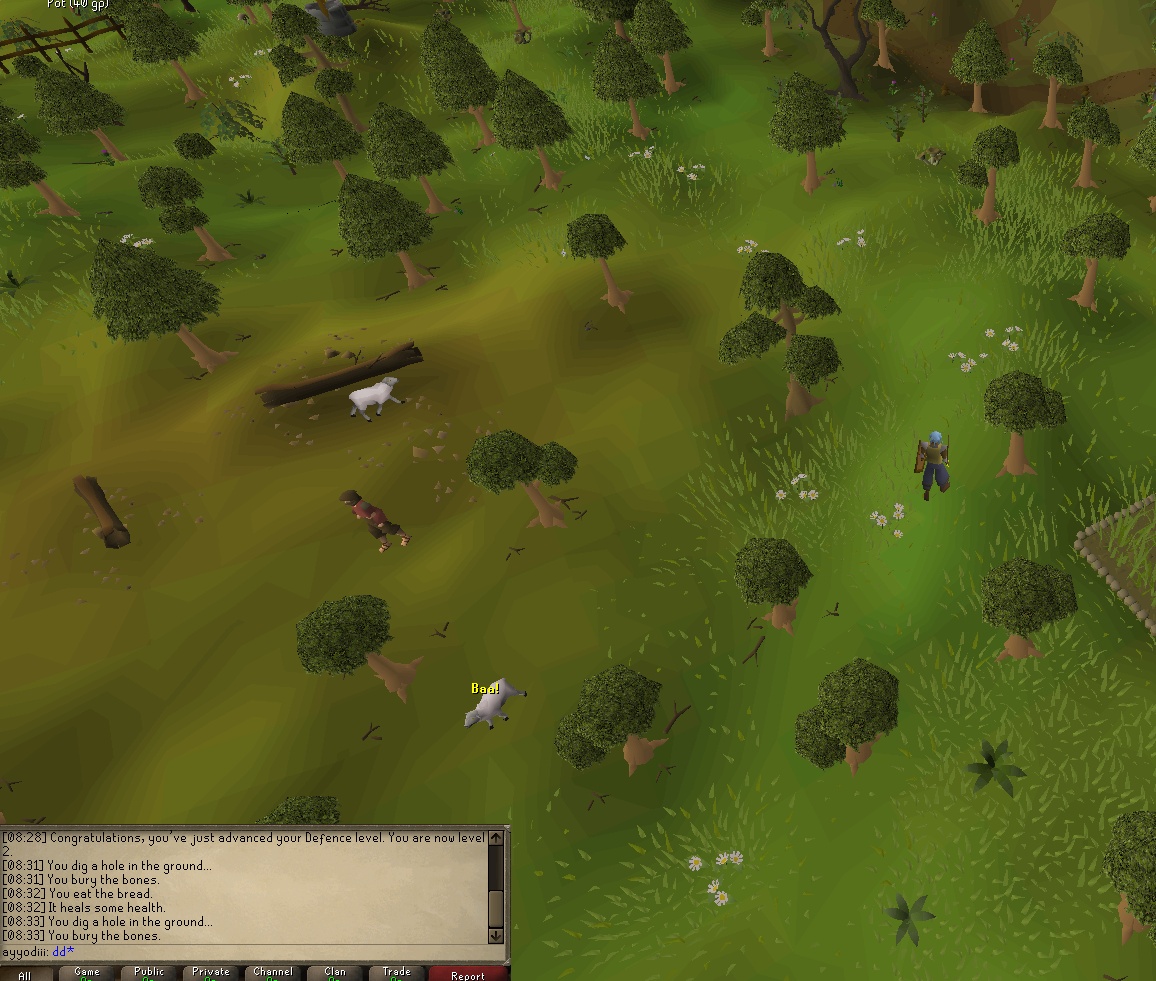 Pot (40 gp)
Baa!
[08:28] Congratulations, you've just advanced your Defence level. You are now level
2.
[08:31] You dig a hole in the ground...
[08:31] You bury the bones.
[08:32] You eat the bread.
[08:32] It heals some health.
[08:33] You dig a hole in the ground...
[08:33] You bury the bones.
ayyodiii: dd*
All Game Public Private Channel Clan Trade Report